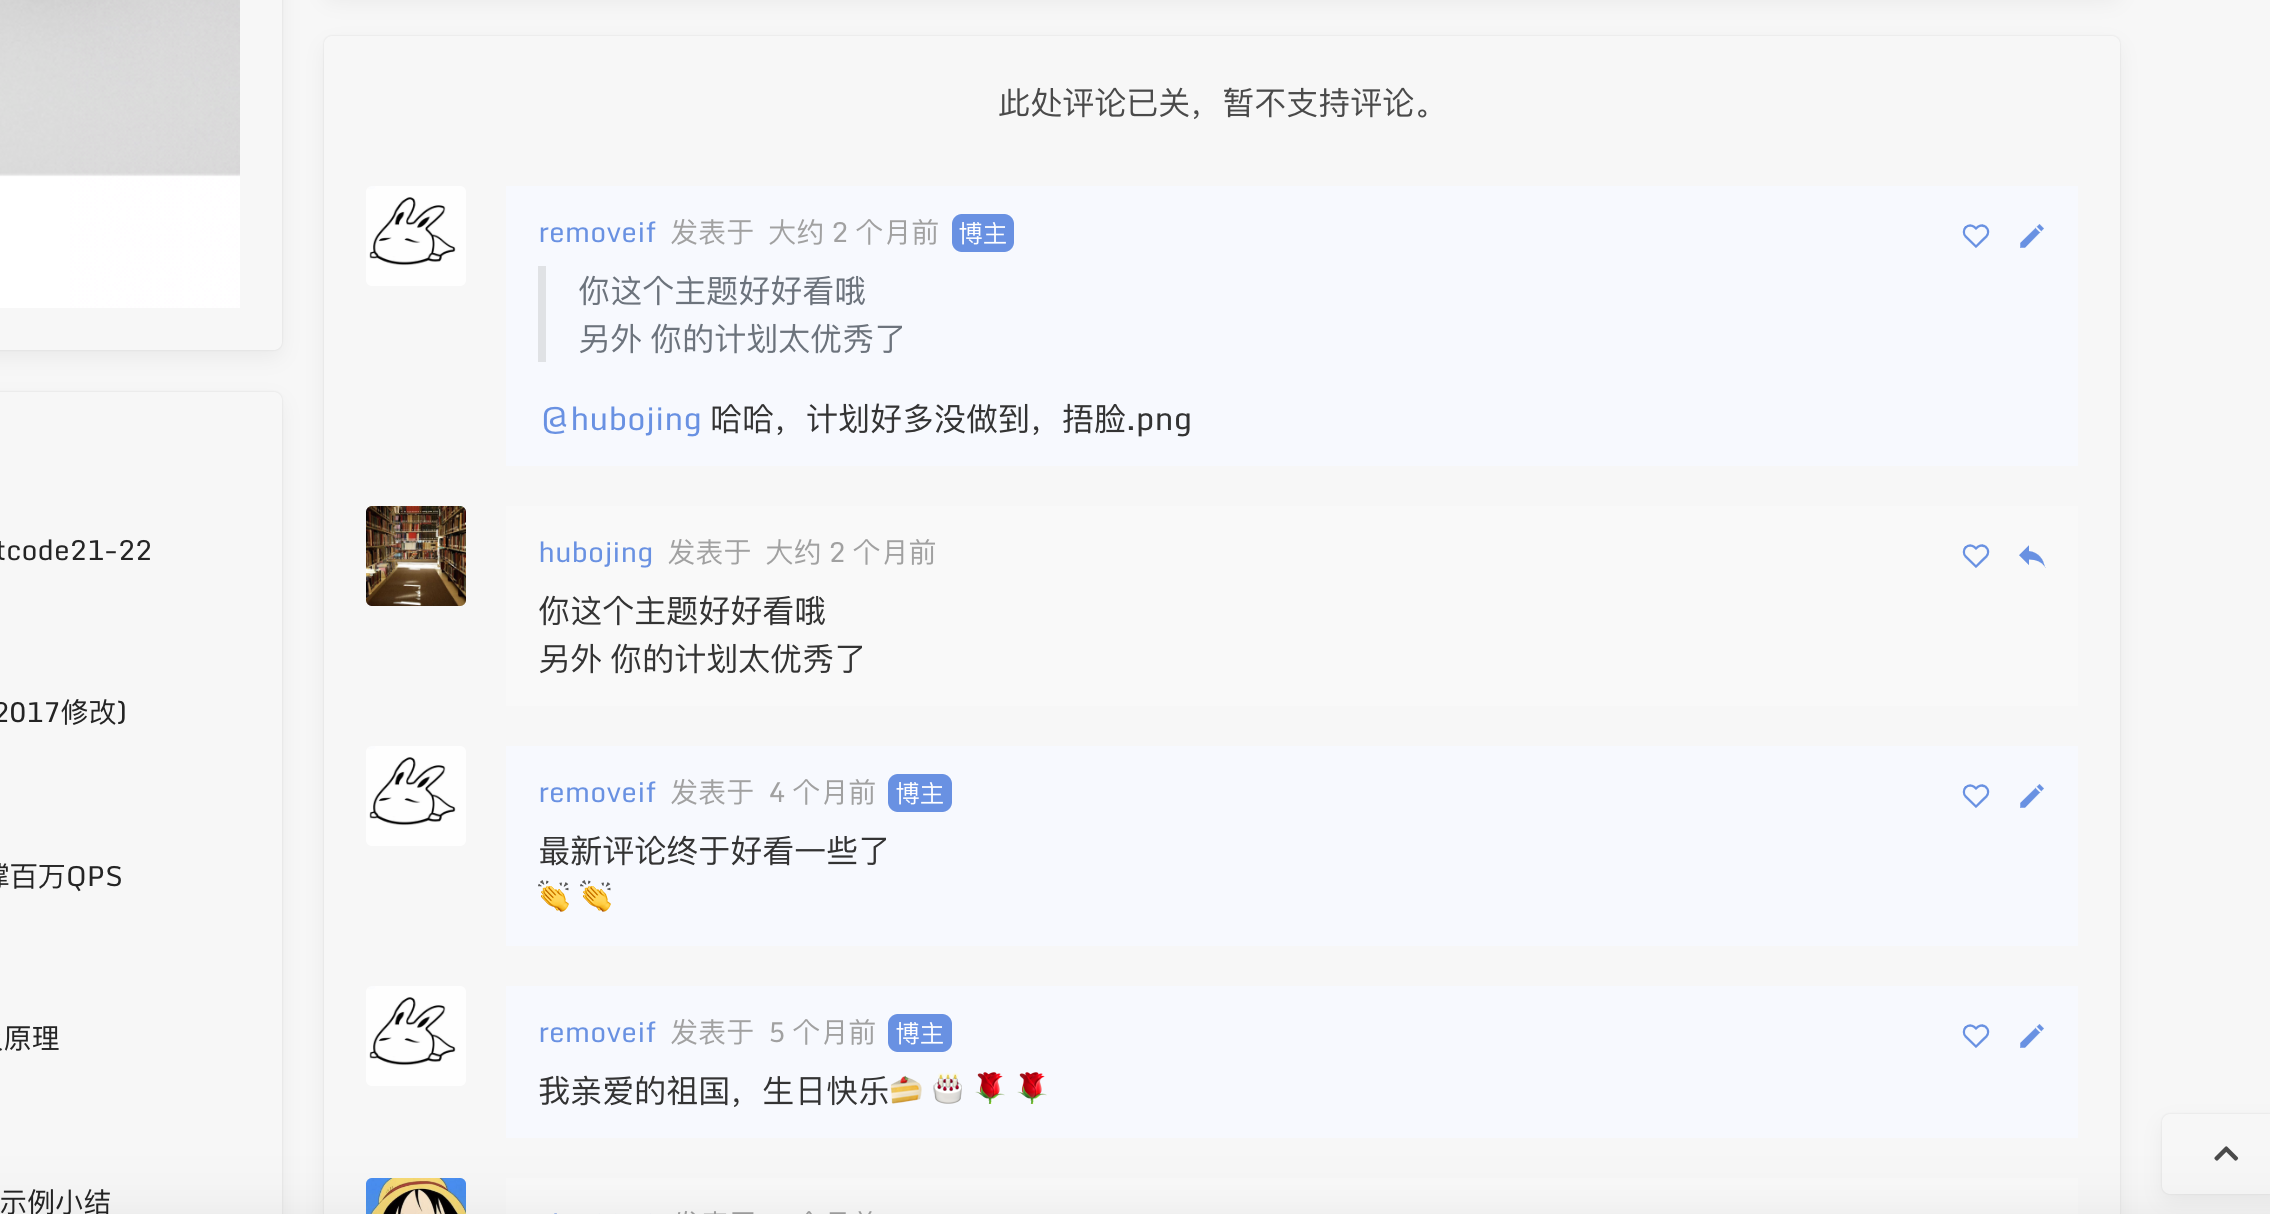 此处评论已关，暂不支持评论。
removeif 发表于 大约 2 个月前 博主
你这个主题好好看哦
另外 你的计划太优秀了
@hubojing 哈哈，计划好多没做到，捂脸.png
hubojing 发表于 大约 2 个月前
你这个主题好好看哦
另外 你的计划太优秀了
removeif 发表于 4 个月前 博主
最新评论终于好看一些了
👏 👏
removeif 发表于 5 个月前 博主
我亲爱的祖国，生日快乐🍰 🎂 🌹 🌹
tcode21-22
2017修改)
撑百万QPS
原理
示例小结